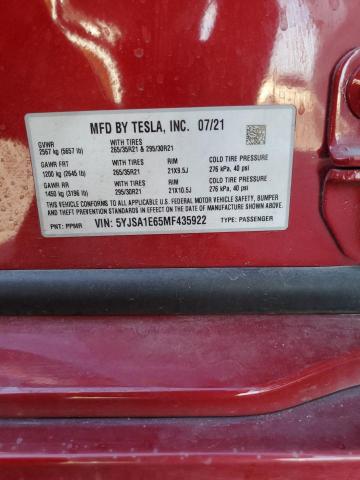 MFD BY TESLA, INC. 07/21
GVWR WITH TIRES
2567 kg (5657 lb) 265/35R21 & 295/30R21
GAWR FRT WITH TIRES RIM COLD TIRE PRESSURE
1200 kg (2645 lb) 265/35R21 21X9.5J 276 kPa, 40 psi
GAWR RR WITH TIRES RIM COLD TIRE PRESSURE
1450 kg (3196 lb) 295/30R21 21X10.5J 276 kPa, 40 psi
THIS VEHICLE CONFORMS TO ALL APPLICABLE FEDERAL MOTOR VEHICLE SAFETY, BUMPER
AND THEFT PREVENTION STANDARDS IN EFFECT ON THE DATE OF MANUFACTURE SHOWN ABOVE.
PNT: PPMR VIN: 5YJSA1E65MF435922 TYPE: PASSENGER